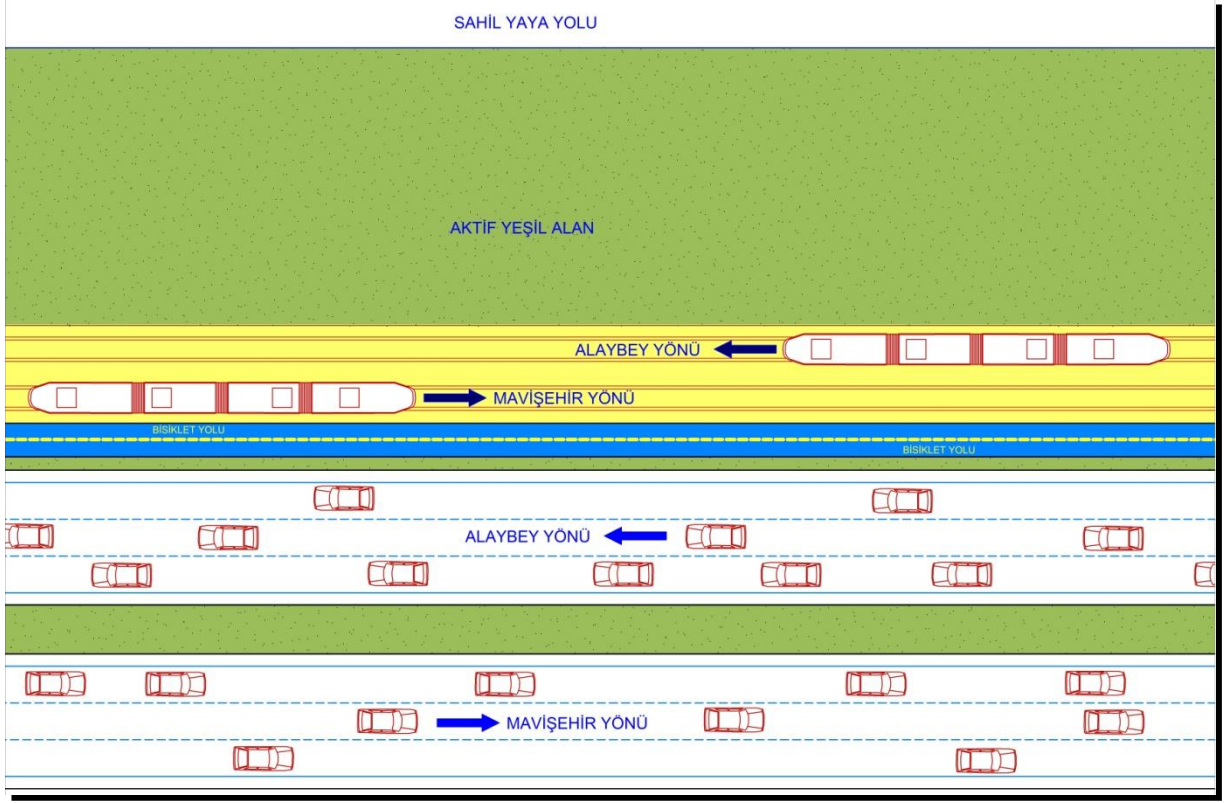 SAHİL YAYA YOLU
AKTİF YEŞİL ALAN
ALAYBEY YÖNÜ
MAVİŞEHİR YÖNÜ
BİSİKLET YOLU
BİSİKLET YOLU
ALAYBEY YÖNÜ
MAVİŞEHİR YÖNÜ